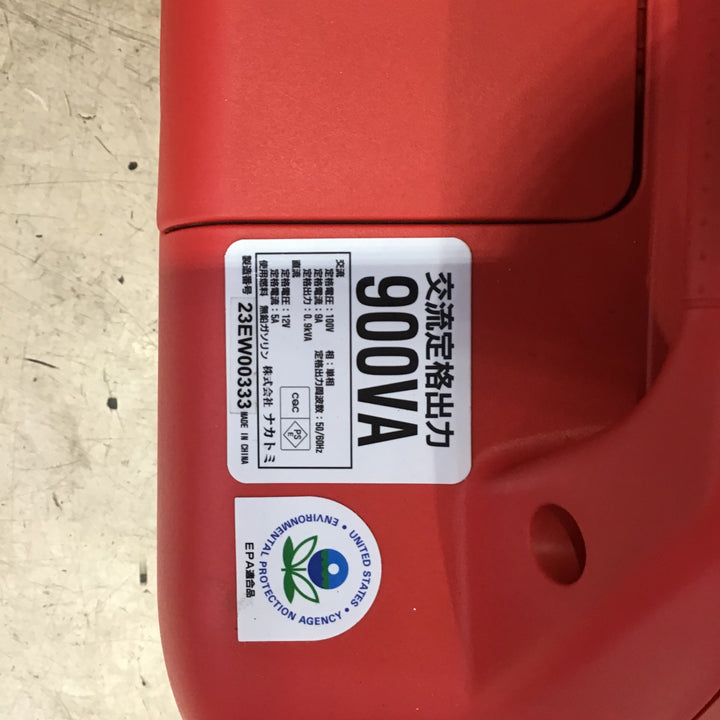 交流定格出力
900VA
交流
定格電圧：100V 相：単相
定格電流：9A 定格出力周波数：50/60Hz
定格出力：0.9kVA
直流
定格電圧：12V
定格電流：5A
使用燃料 無鉛ガソリン 株式会社 ナカトミ
CQC
PS
E
製造番号 23EW00333 MADE IN CHINA
UNITED STATES
ENVIRONMENTAL PROTECTION AGENCY
EPA適合品